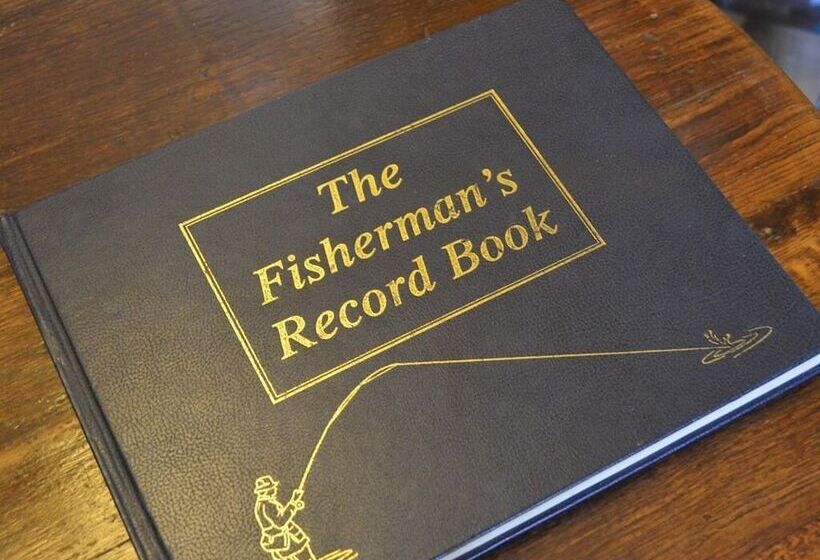 The
Fisherman's
Record Book